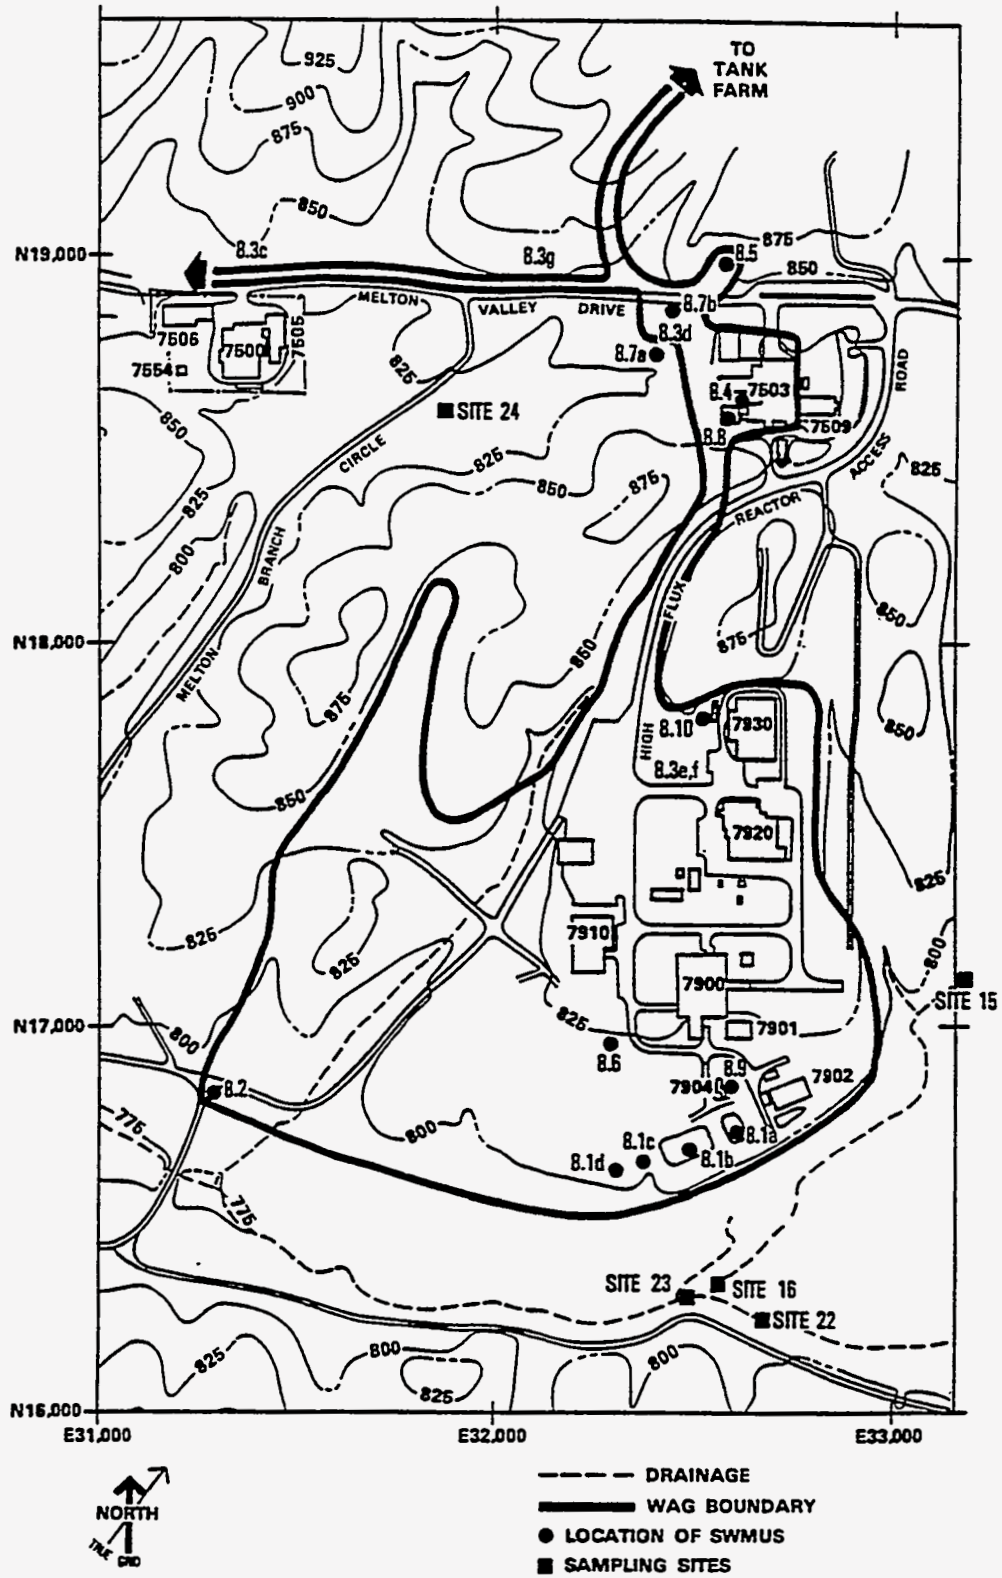 TO
TANK
FARM
925
900
875
850
8.3c
8.3g
8.5
875
N19,000
850
MELTON VALLEY DRIVE
8.7b
8.3d
7506
7500
7505
8.7a
7554
825
ROAD
8.4
7503
SITE 24
850
8.8
7509
CIRCLE
825
ACCESS
825
850
875
825
REACTOR
800
BRANCH
FLUX
850
N18,000
875
850
MELTON
875
850
8.10
7930
HIGH
8.3e,f
850
7920
825
825
7910
825
800
7900
SITE 15
N17,000
825
7901
800
8.6
8.9
7904
7902
8.2
775
800
8.1a
8.1c
8.1b
8.1d
775
SITE 23
SITE 16
SITE 22
800
800
825
825
N16,000
E31,000
E32,000
E33,000
DRAINAGE
NORTH
WAG BOUNDARY
TRUE
GRID
LOCATION OF SWMUS
SAMPLING SITES